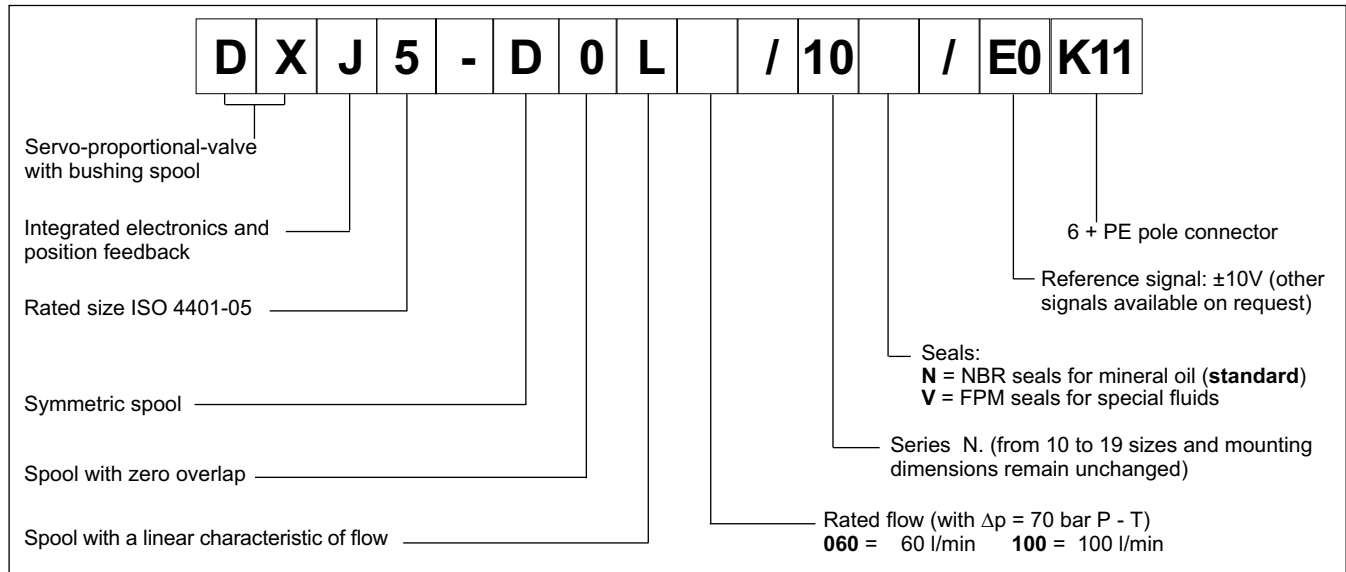 D X J 5 - D 0 L / 10 / E0 K11
Servo-proportional-valve
with bushing spool
Integrated electronics and
position feedback
Rated size ISO 4401-05
Symmetric spool
Spool with zero overlap
Spool with a linear characteristic of flow
6 + PE pole connector
Reference signal: ±10V (other
signals available on request)
Seals:
N = NBR seals for mineral oil (standard)
V = FPM seals for special fluids
Series N. (from 10 to 19 sizes and mounting
dimensions remain unchanged)
Rated flow (with Δp = 70 bar P - T)
060 = 60 l/min 100 = 100 l/min